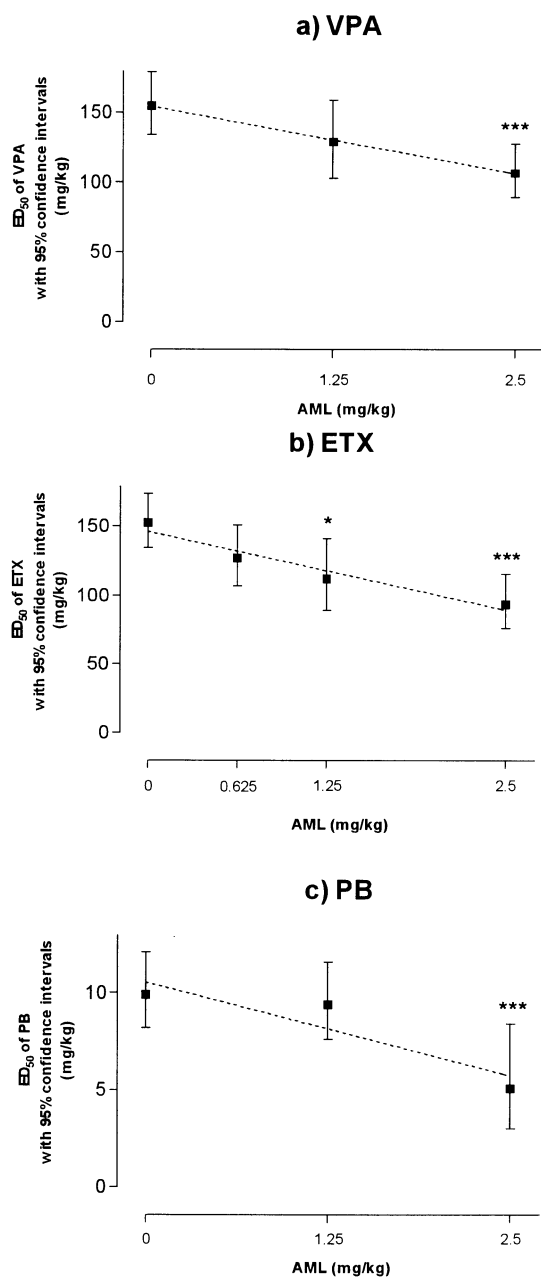 a) VPA
ED50 of VPA
with 95% confidence intervals
(mg/kg)
150
100
50
0
***
0 1.25 2.5
AML (mg/kg)
b) ETX
ED50 of ETX
with 95% confidence intervals
(mg/kg)
150
100
50
0
*
***
0 0.625 1.25 2.5
AML (mg/kg)
c) PB
ED50 of PB
with 95% confidence intervals
(mg/kg)
10
5
0
***
0 1.25 2.5
AML (mg/kg)